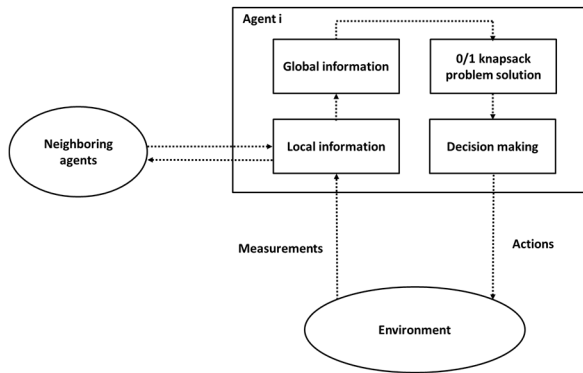 Agent i
Global information
0/1 knapsack
problem solution
Neighboring
agents
Local information
Decision making
Measurements
Actions
Environment